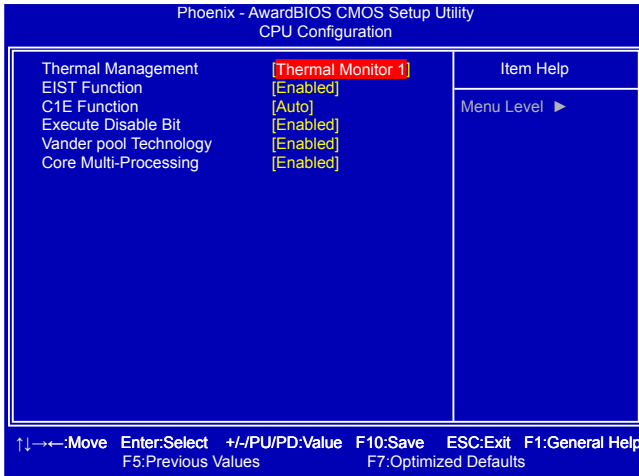 Phoenix - AwardBIOS CMOS Setup Utility
CPU Configuration
Thermal Management [Thermal Monitor 1]
EIST Function [Enabled]
C1E Function [Auto]
Execute Disable Bit [Enabled]
Vander pool Technology [Enabled]
Core Multi-Processing [Enabled]
Item Help
Menu Level ►
↑↓→←:Move Enter:Select +/-/PU/PD:Value F10:Save ESC:Exit F1:General Help
F5:Previous Values F7:Optimized Defaults